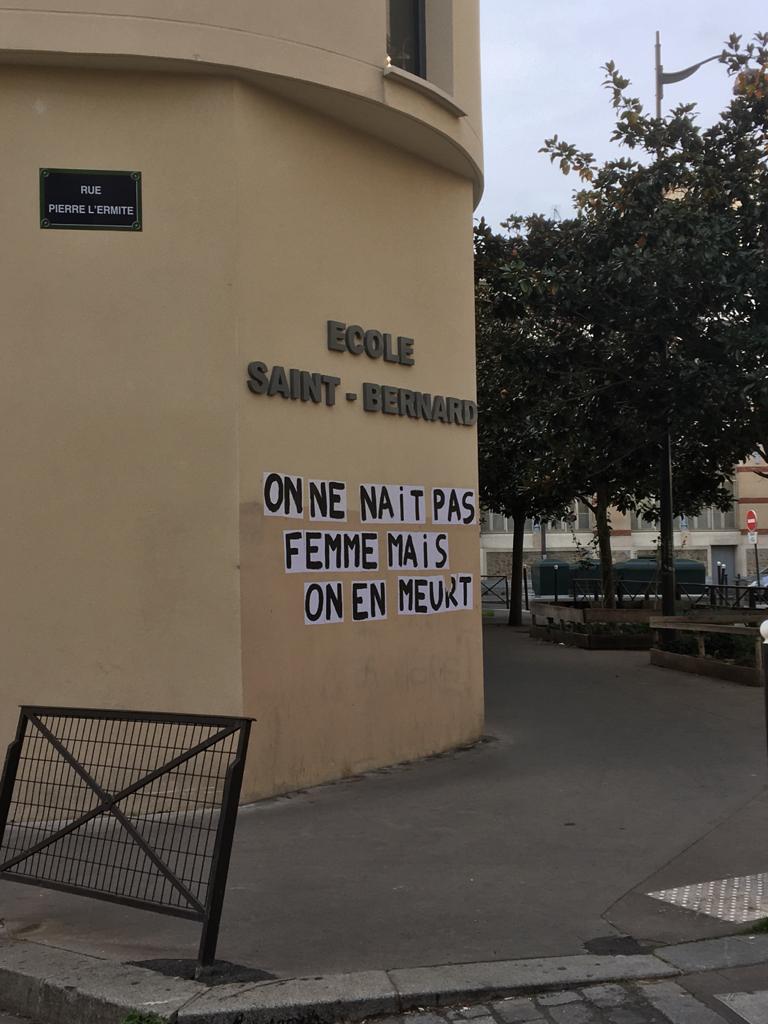 RUE
PIERRE L'ERMITE
ECOLE
SAINT - BERNARD
ON NE NAiT PAS
FEMME MAiS
ON EN MEURT